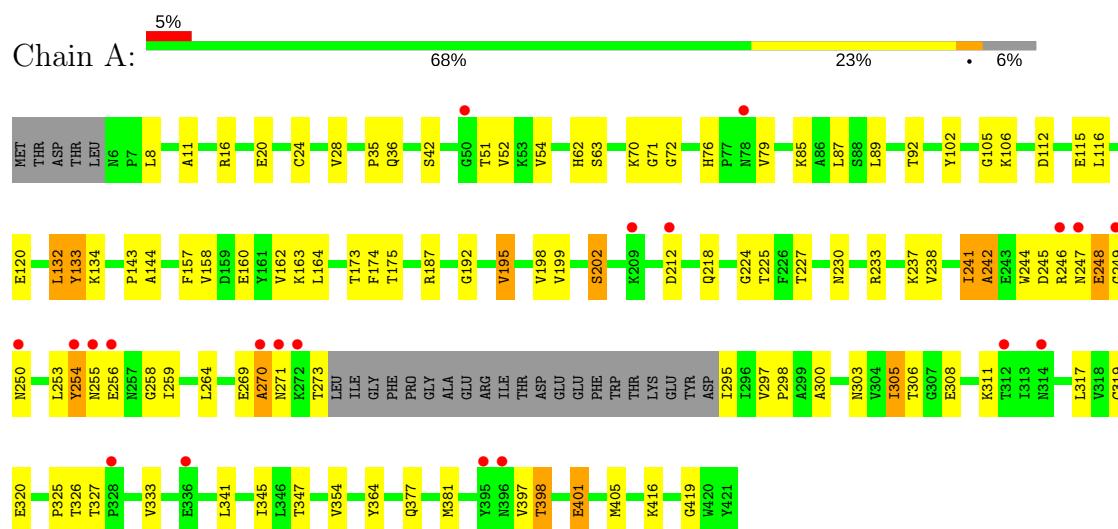 5%
Chain A:
68% 23% • 6%
MET THR ASP THR LEU N6 P7 L8 A11 R16 E20 C24 V28 P35 Q36 S42 G50 T51 V52 K53 V54 H62 S63 K70 G71 G72 H76 P77 N78 V79 K85 A86 L87 S88 L89 T92 Y102 G105 K106 D112 E115 L116
E120 L132 Y133 K134 P143 A144 F157 V158 D159 E160 Y161 V162 K163 L164 T173 F174 T175 R187 G192 V195 V198 V199 S202 K209 D212 Q218 G224 T225 F226 T227 N230 R233 K237 V238 I241 A242 E243 W244 D245 R246 N247 E248 G249
N250 L253 Y254 N255 E256 N257 G258 I259 L264 E269 A270 N271 K272 T273 LEU ILE GLY PHE PRO GLY ALA GLU ARG ILE THR ASP GLU GLU PHE TRP THR LYS GLU TYR ASP I295 I296 V297 P298 A299 A300 N303 V304 I305 T306 G307 E308 K311 T312 I313 N314 L317 V318 C319
E320 P325 T326 T327 P328 V333 E336 L341 I345 L346 T347 V354 Y364 Q377 M381 Y395 N396 V397 T398 E401 M405 K416 G419 W420 Y421